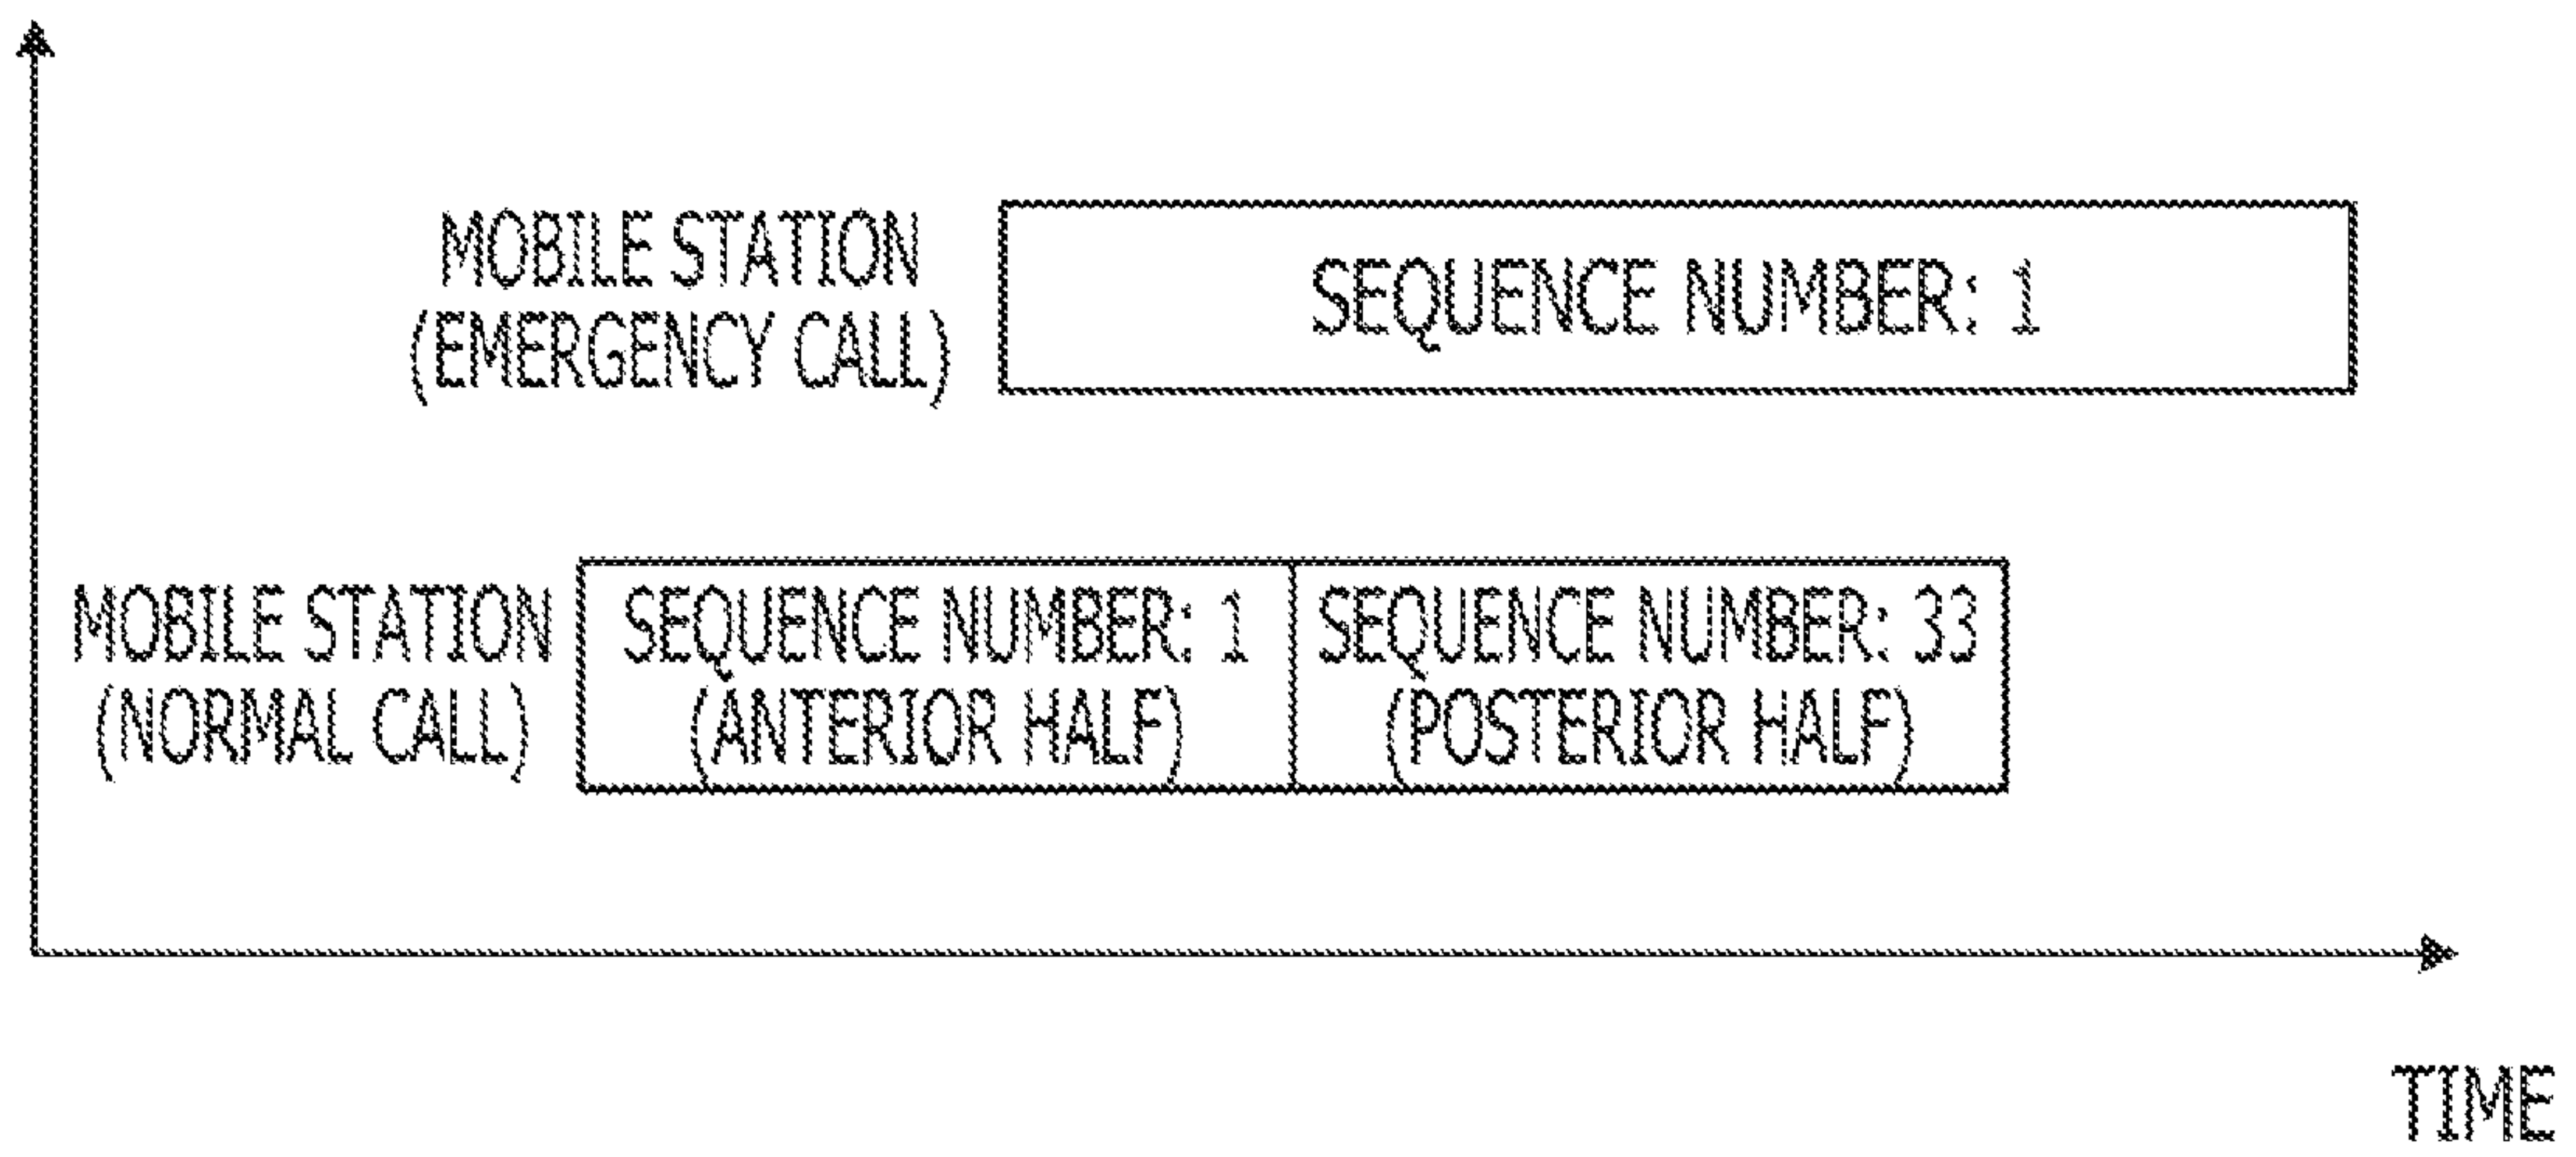 MOBILE STATION
(EMERGENCY CALL)
SEQUENCE NUMBER: 1
MOBILE STATION
(NORMAL CALL)
SEQUENCE NUMBER: 1
(ANTERIOR HALF)
SEQUENCE NUMBER: 33
(POSTERIOR HALF)
TIME